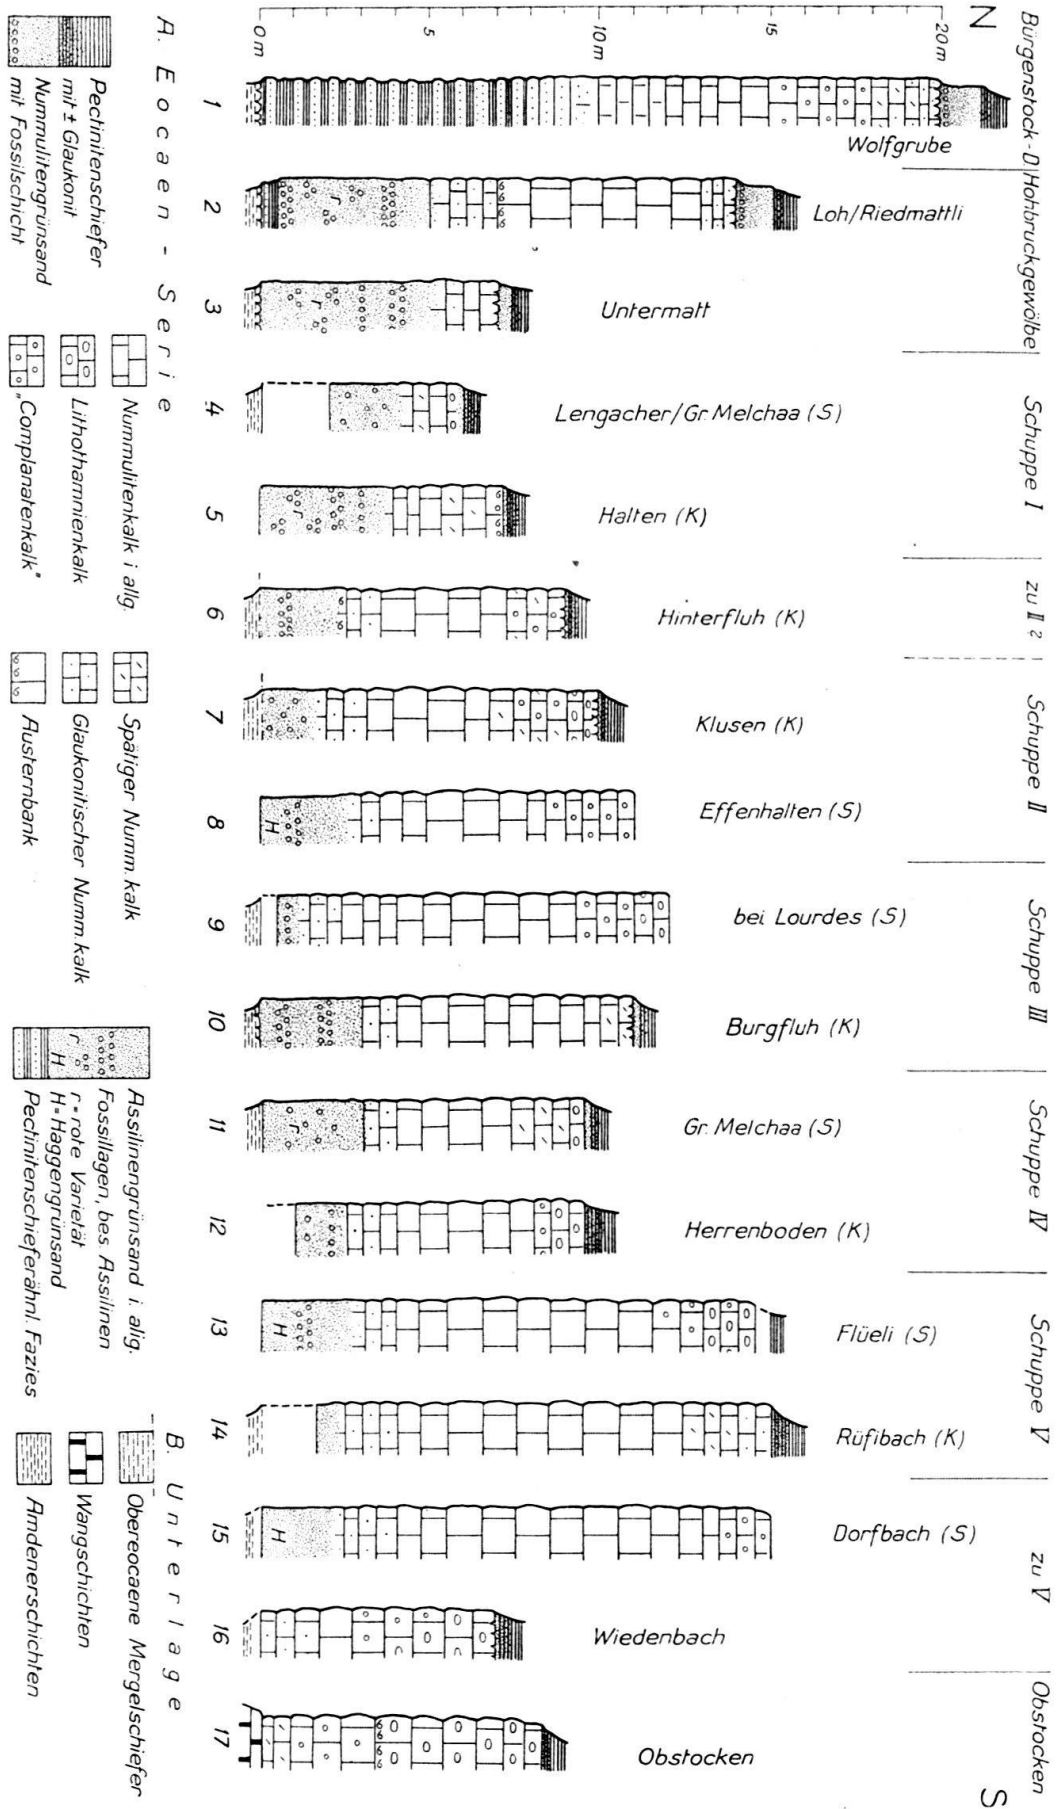 N
S
Bürgenstock-D.
Hohbruckgewölbe
Schuppe I
zu II ?
Schuppe II
Schuppe III
Schuppe IV
Schuppe V
zu V
Obstocken
20 m
15
10 m
5
0 m
Wolfgrube
Loh/Riedmattli
Untermatt
Lengacher/Gr. Melchaa (S)
Halten (K)
Hinterfluh (K)
Klusen (K)
Effenhalten (S)
bei Lourdes (S)
Burgfluh (K)
Gr. Melchaa (S)
Herrenboden (K)
Flüeli (S)
Rüfibach (K)
Dorfbach (S)
Wiedenbach
Obstocken
r
r
r
H
r
H
H
1
2
3
4
5
6
7
8
9
10
11
12
13
14
15
16
17
A. Eocaen - Serie
Pectinitenschiefer
mit ± Glaukonit
Nummulitengrünsand
mit Fossilschicht
Nummulitenkalk i. allg.
Lithothamnienkalk
„Complanatenkalk"
Spätiger Numm. kalk
Glaukonitischer Numm. kalk
Austernbank
r
H
Assilinengrünsand i. allg.
Fossillagen, bes. Assilinen
r = rote Varietät
H = Haggengrünsand
Pectinitenschieferähnl. Fazies
B. Unterlage
Obereocaene Mergelschiefer
Wangschichten
Amdenerschichten